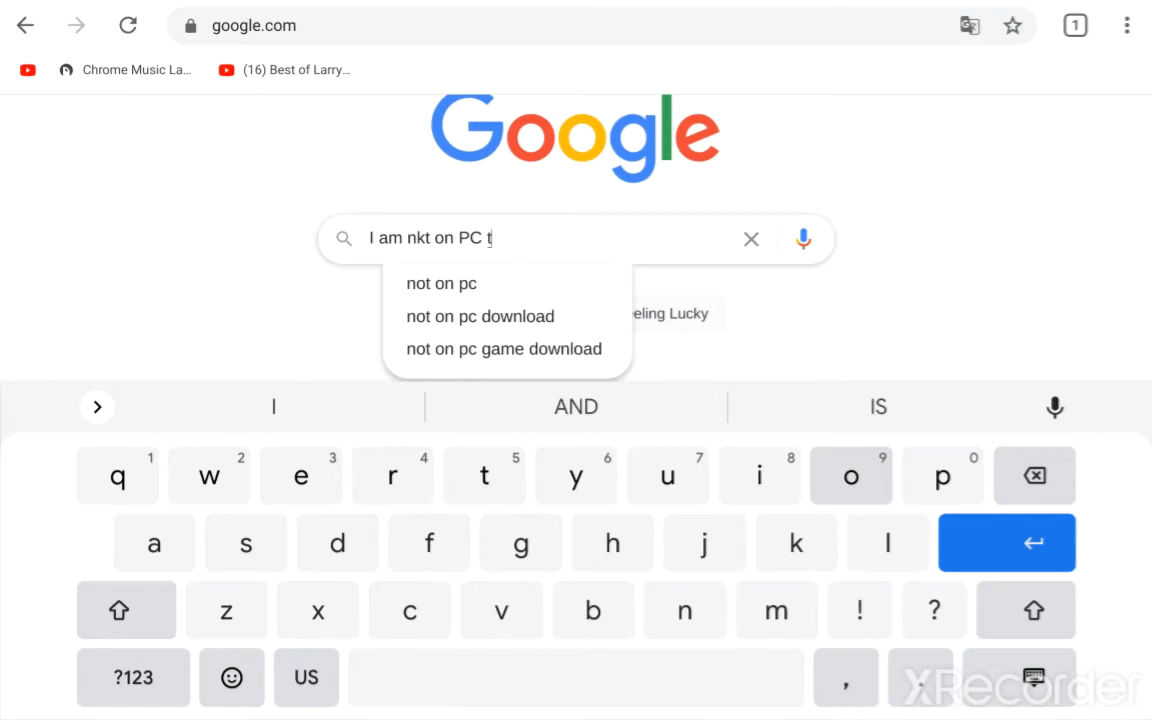 google.com
1
Chrome Music La...
(16) Best of Larry...
Google
I am nkt on PC t
not on pc
not on pc download
not on pc game download
eeling Lucky
I AND IS
q 1 w 2 e 3 r 4 t 5 y 6 u 7 i 8 o 9 p 0
a s d f g h j k l
z x c v b n m ! ?
?123 US , .
XRecorder